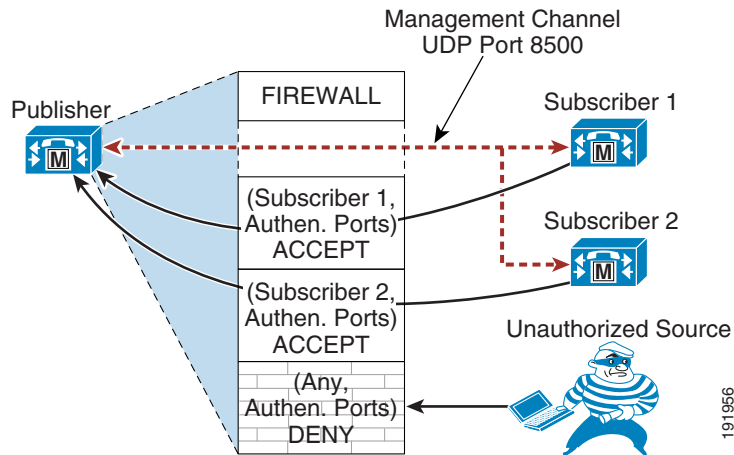 Management Channel
UDP Port 8500
Publisher
M
FIREWALL
Subscriber 1
M
(Subscriber 1,
Authen. Ports)
ACCEPT
Subscriber 2
M
(Subscriber 2,
Authen. Ports)
ACCEPT
Unauthorized Source
(Any,
Authen. Ports)
DENY
191956